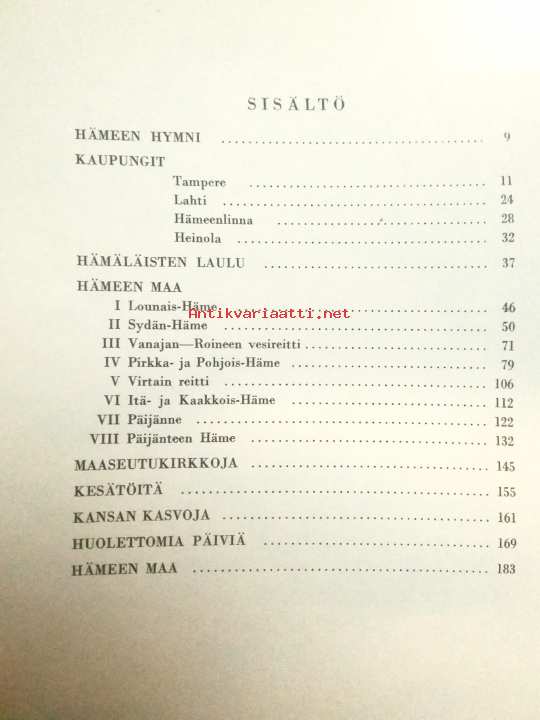 SISÄLTÖ
HÄMEEN HYMNI ........ 9
KAUPUNGIT
Tampere ........ 11
Lahti ........ 24
Hämeenlinna ........ 28
Heinola ........ 32
HÄMÄLÄISTEN LAULU ........ 37
HÄMEEN MAA
I Lounais-Häme ........ 46
Antikvariaatti.net
II Sydän-Häme ........ 50
III Vanajan—Roineen vesireitti ........ 71
IV Pirkka- ja Pohjois-Häme ........ 79
V Virtain reitti ........ 106
VI Itä- ja Kaakkois-Häme ........ 112
VII Päijänne ........ 122
VIII Päijänteen Häme ........ 132
MAASEUTUKIRKKOJA ........ 145
KESÄTÖITÄ ........ 155
KANSAN KASVOJA ........ 161
HUOLETTOMIA PÄIVIÄ ........ 169
HÄMEEN MAA ........ 183